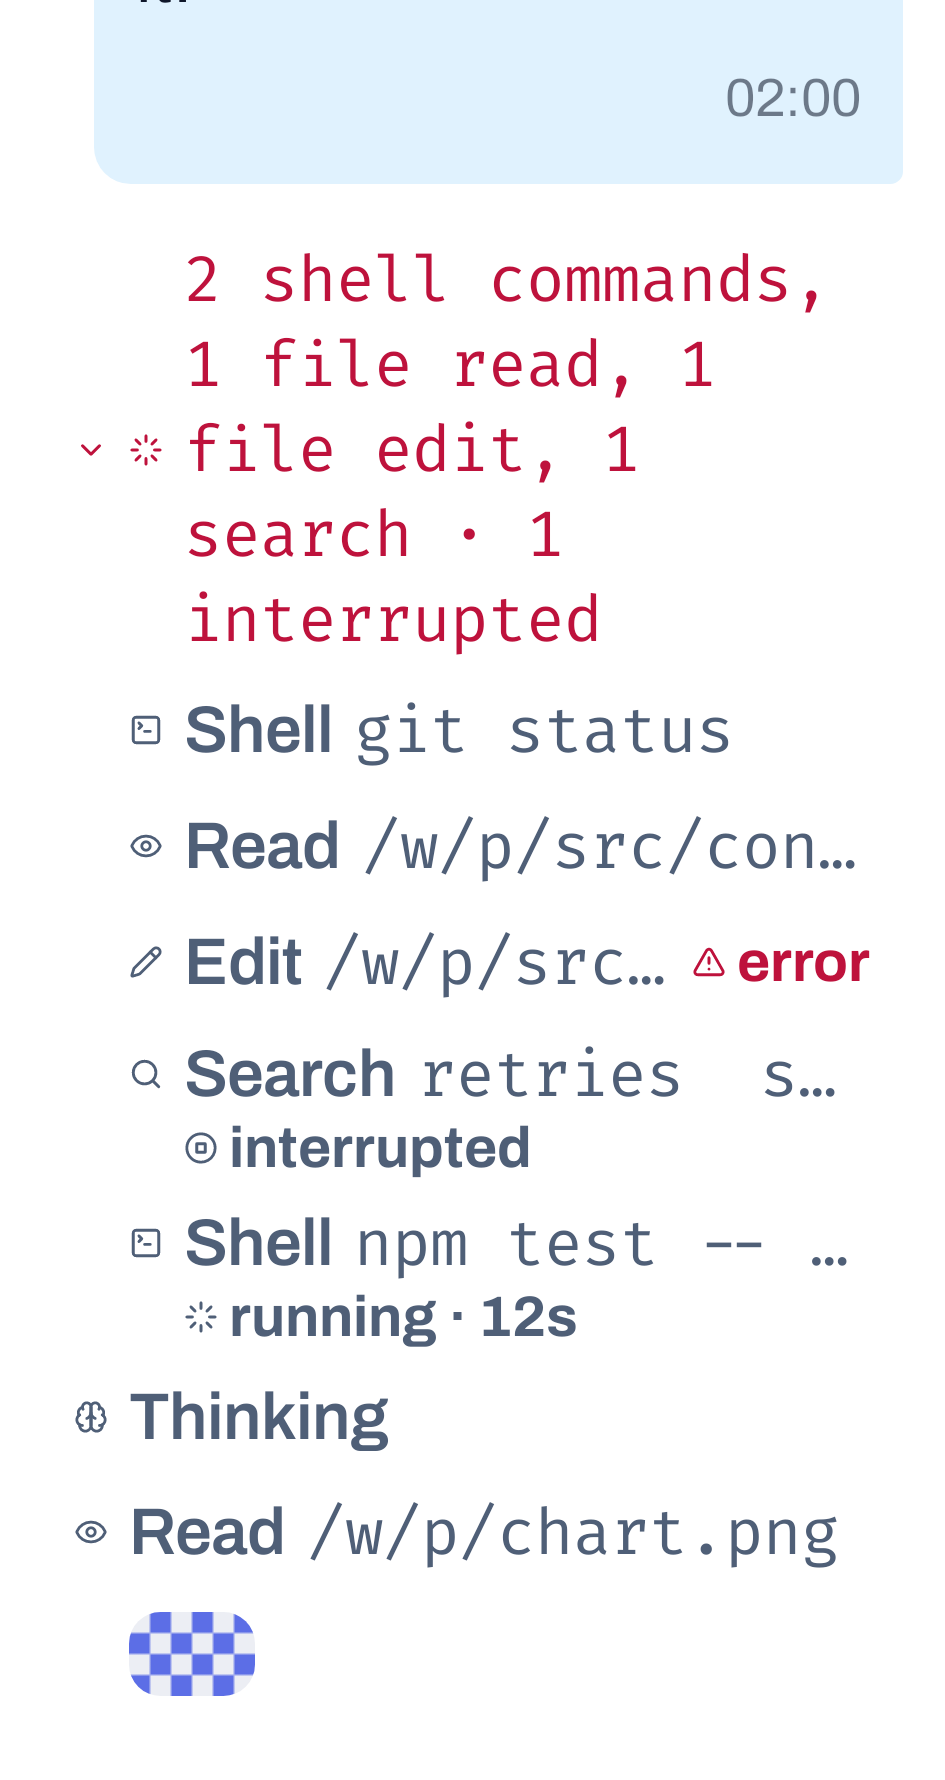 02:00
2 shell commands,
1 file read, 1
file edit, 1
search · 1
interrupted
Shell git status
Read /w/p/src/con…
Edit /w/p/src… error
Search retries  s…
interrupted
Shell npm test -- …
running · 12s
Thinking
Read /w/p/chart.png